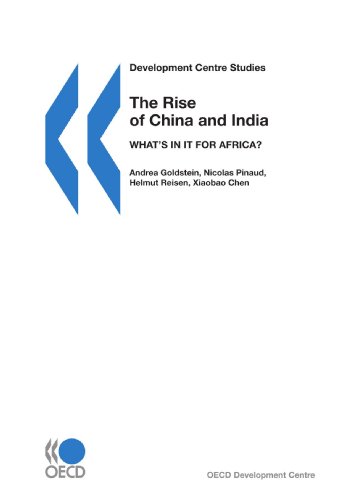 Development Centre Studies
The Rise
of China and India
WHAT'S IN IT FOR AFRICA?
Andrea Goldstein, Nicolas Pinaud,
Helmut Reisen, Xiaobao Chen
OECD
OECD Development Centre